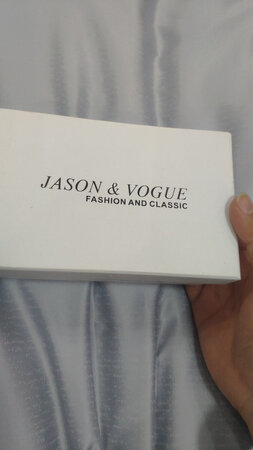 JASON & VOGUE
FASHION AND CLASSIC